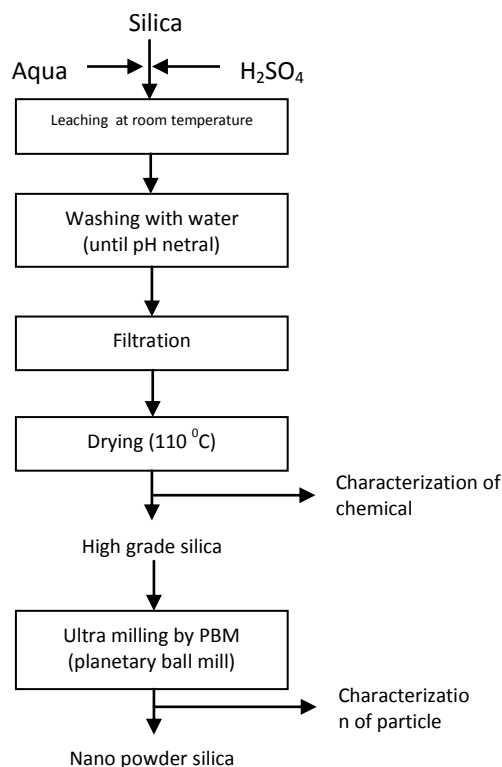 Silica
Aqua
H₂SO₄
Leaching at room temperature
Washing with water
(until pH netral)
Filtration
Drying (110 ⁰C)
Characterization of
chemical
High grade silica
Ultra milling by PBM
(planetary ball mill)
Characterizatio
n of particle
Nano powder silica